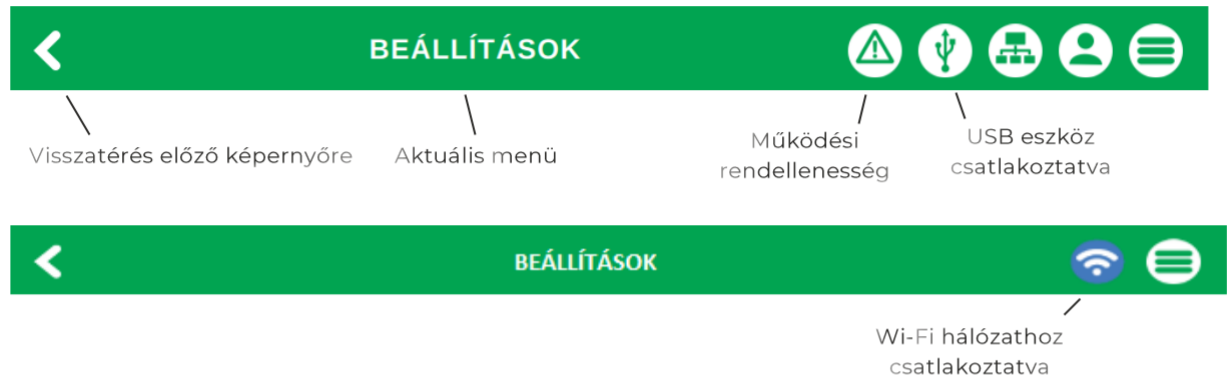 BEÁLLÍTÁSOK
Visszatérés előző képernyőre
Aktuális menü
Működési
rendellenesség
USB eszköz
csatlakoztatva
BEÁLLÍTÁSOK
Wi-Fi hálózathoz
csatlakoztatva